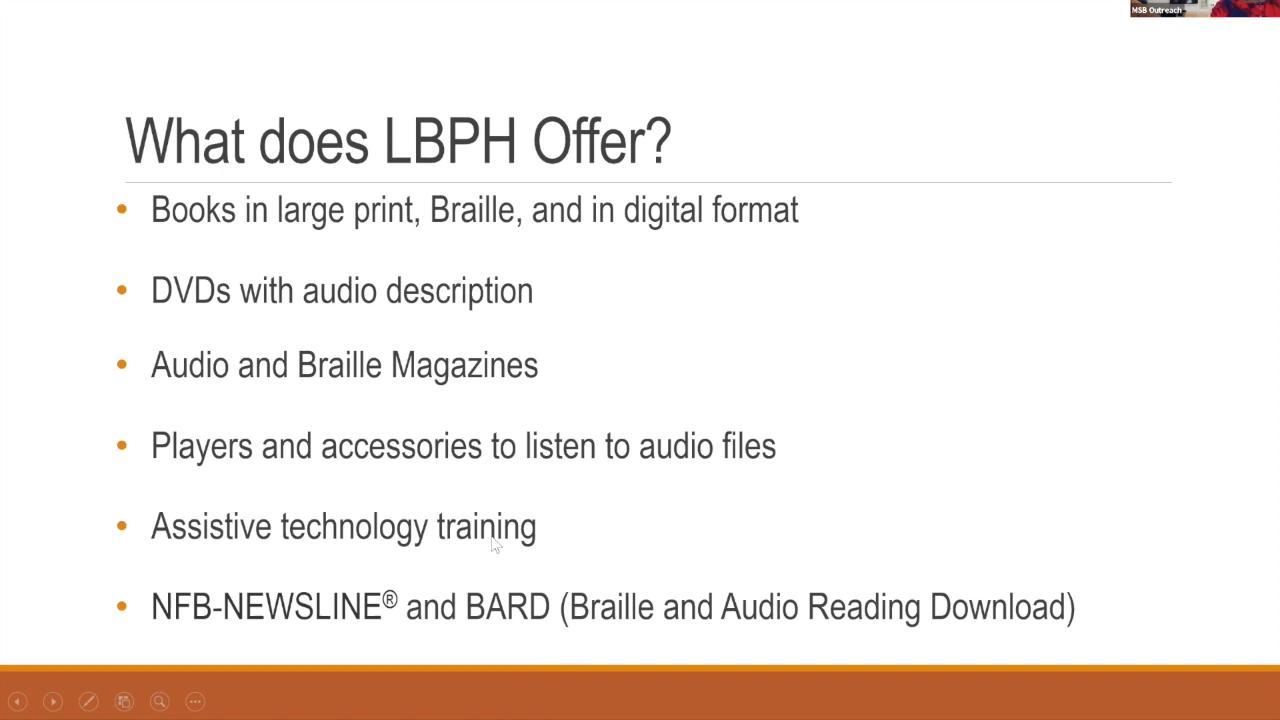 MSB Outreach
What does LBPH Offer?
• Books in large print, Braille, and in digital format
• DVDs with audio description
• Audio and Braille Magazines
• Players and accessories to listen to audio files
• Assistive technology training
• NFB-NEWSLINE® and BARD (Braille and Audio Reading Download)